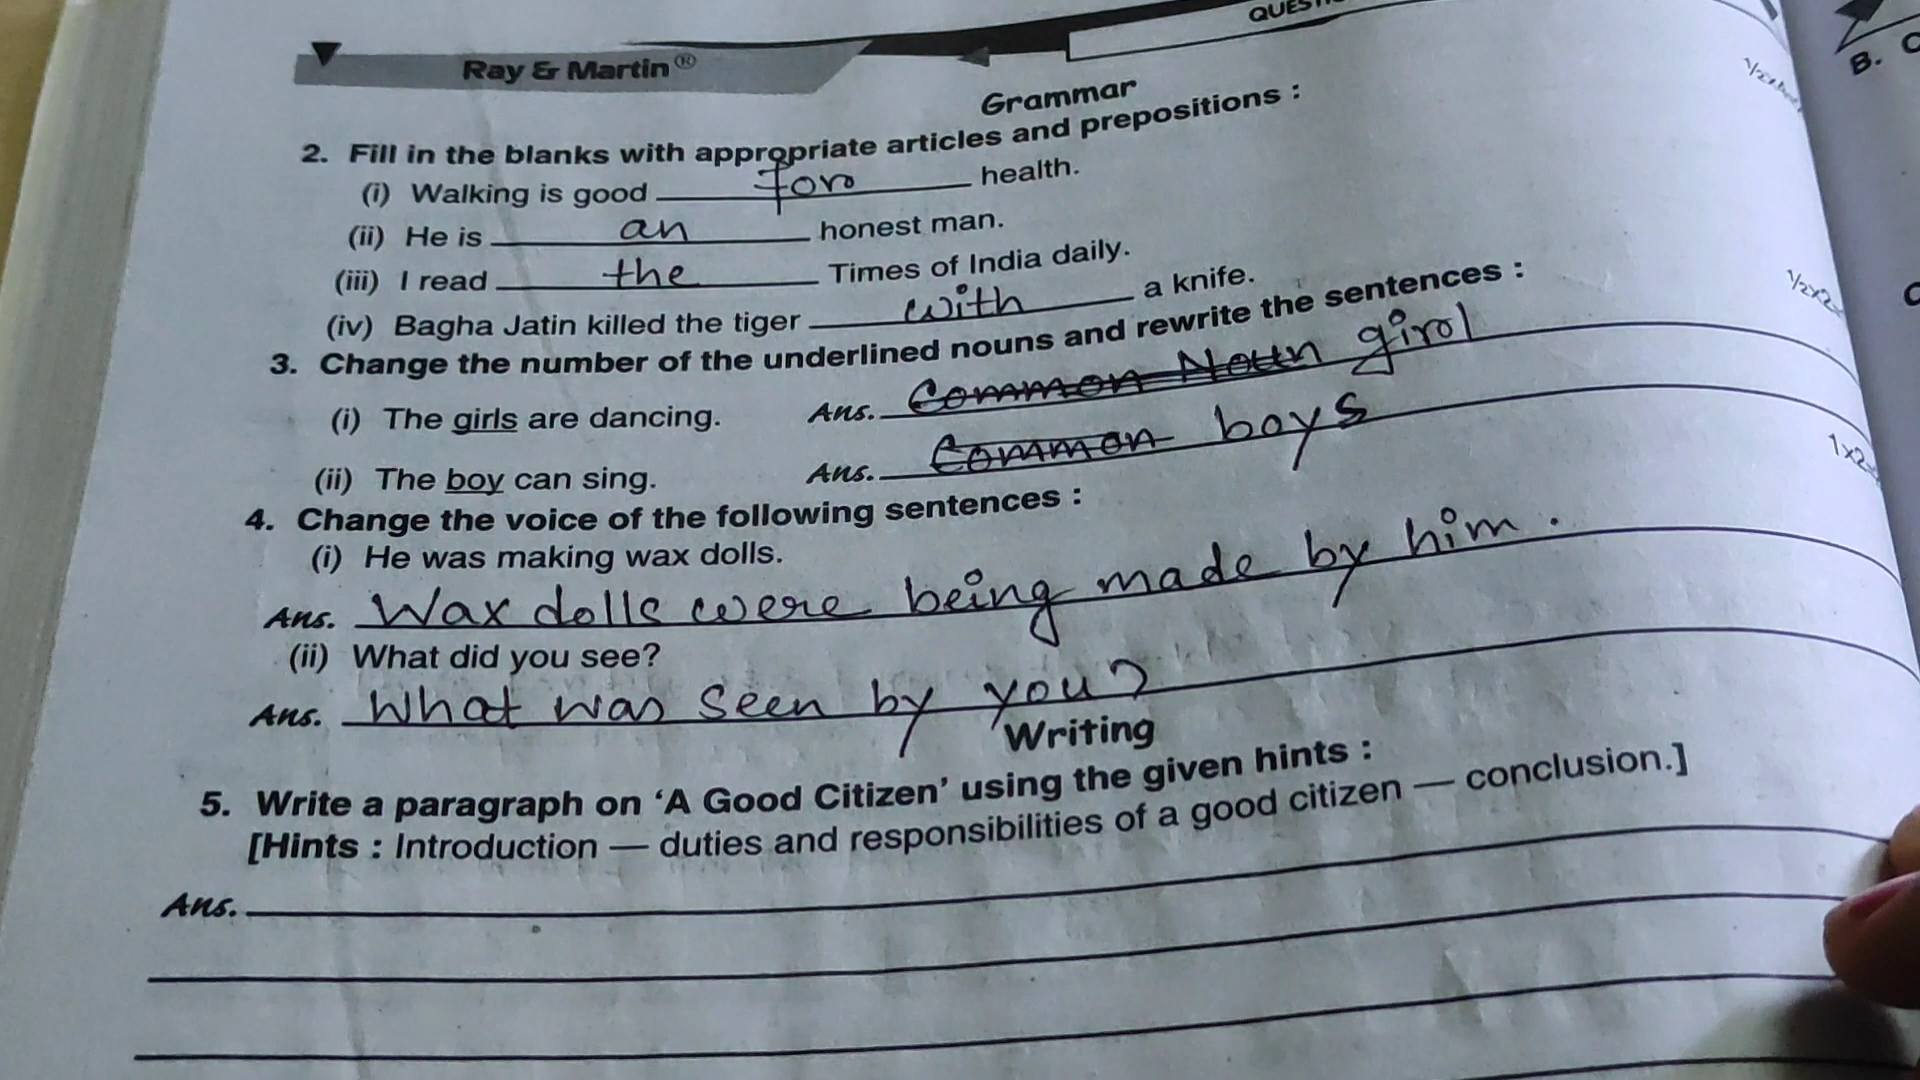 QUEST
Ray & Martin®
Grammar
2. Fill in the blanks with appropriate articles and prepositions :
(i) Walking is good for health.
(ii) He is an honest man.
(iii) I read the Times of India daily.
(iv) Bagha Jatin killed the tiger with a knife.
3. Change the number of the underlined nouns and rewrite the sentences :
(i) The girls are dancing. Ans. Common Noun girl
(ii) The boy can sing. Ans. Common boys
4. Change the voice of the following sentences :
(i) He was making wax dolls.
Ans. Wax dolls were being made by him.
(ii) What did you see?
Ans. What was seen by you?
Writing
5. Write a paragraph on ‘A Good Citizen’ using the given hints :
[Hints : Introduction — duties and responsibilities of a good citizen — conclusion.]
Ans.
½x2=
1x2=
B. C
C